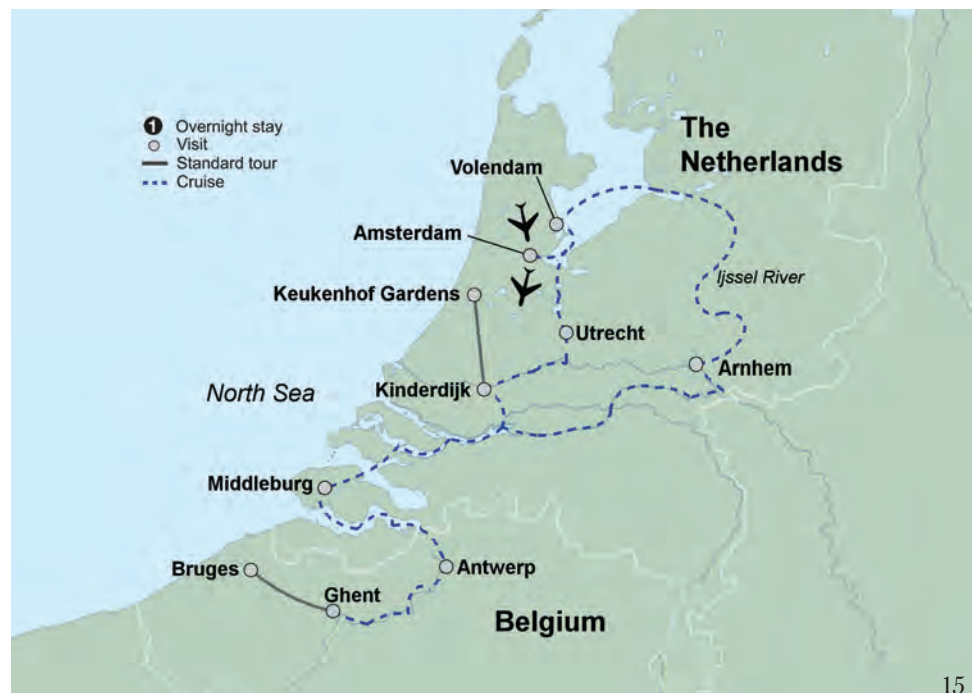 1 Overnight stay
Visit
Standard tour
Cruise
The
Netherlands
Volendam
Amsterdam
Keukenhof Gardens
Ijssel River
Utrecht
Arnhem
Kinderdijk
North Sea
Middleburg
Bruges
Ghent
Antwerp
Belgium
15